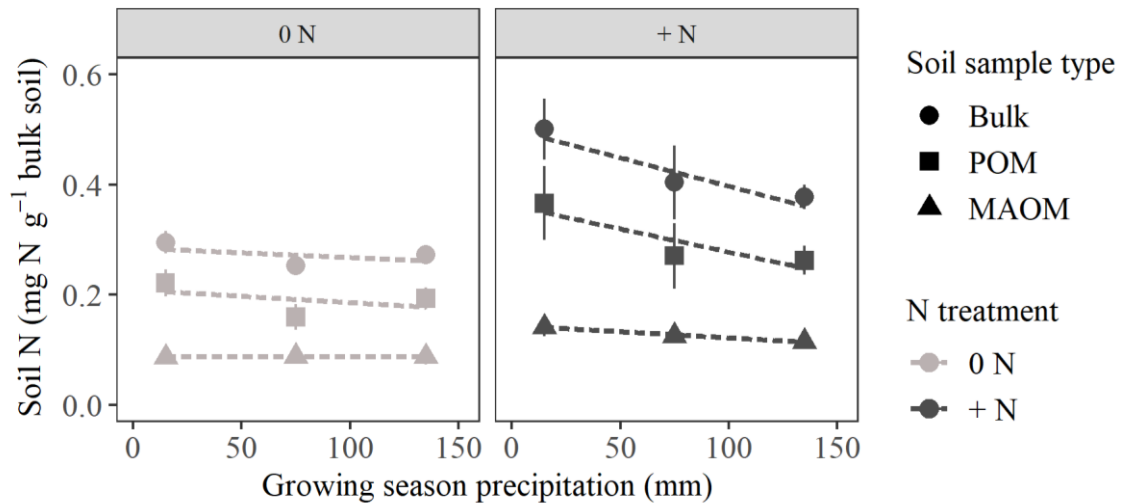 0 N
+ N
Soil N (mg N g⁻¹ bulk soil)
0.6
0.4
0.2
0.0
0
50
100
150
0
50
100
150
Growing season precipitation (mm)
Soil sample type
Bulk
POM
MAOM
N treatment
0 N
+ N